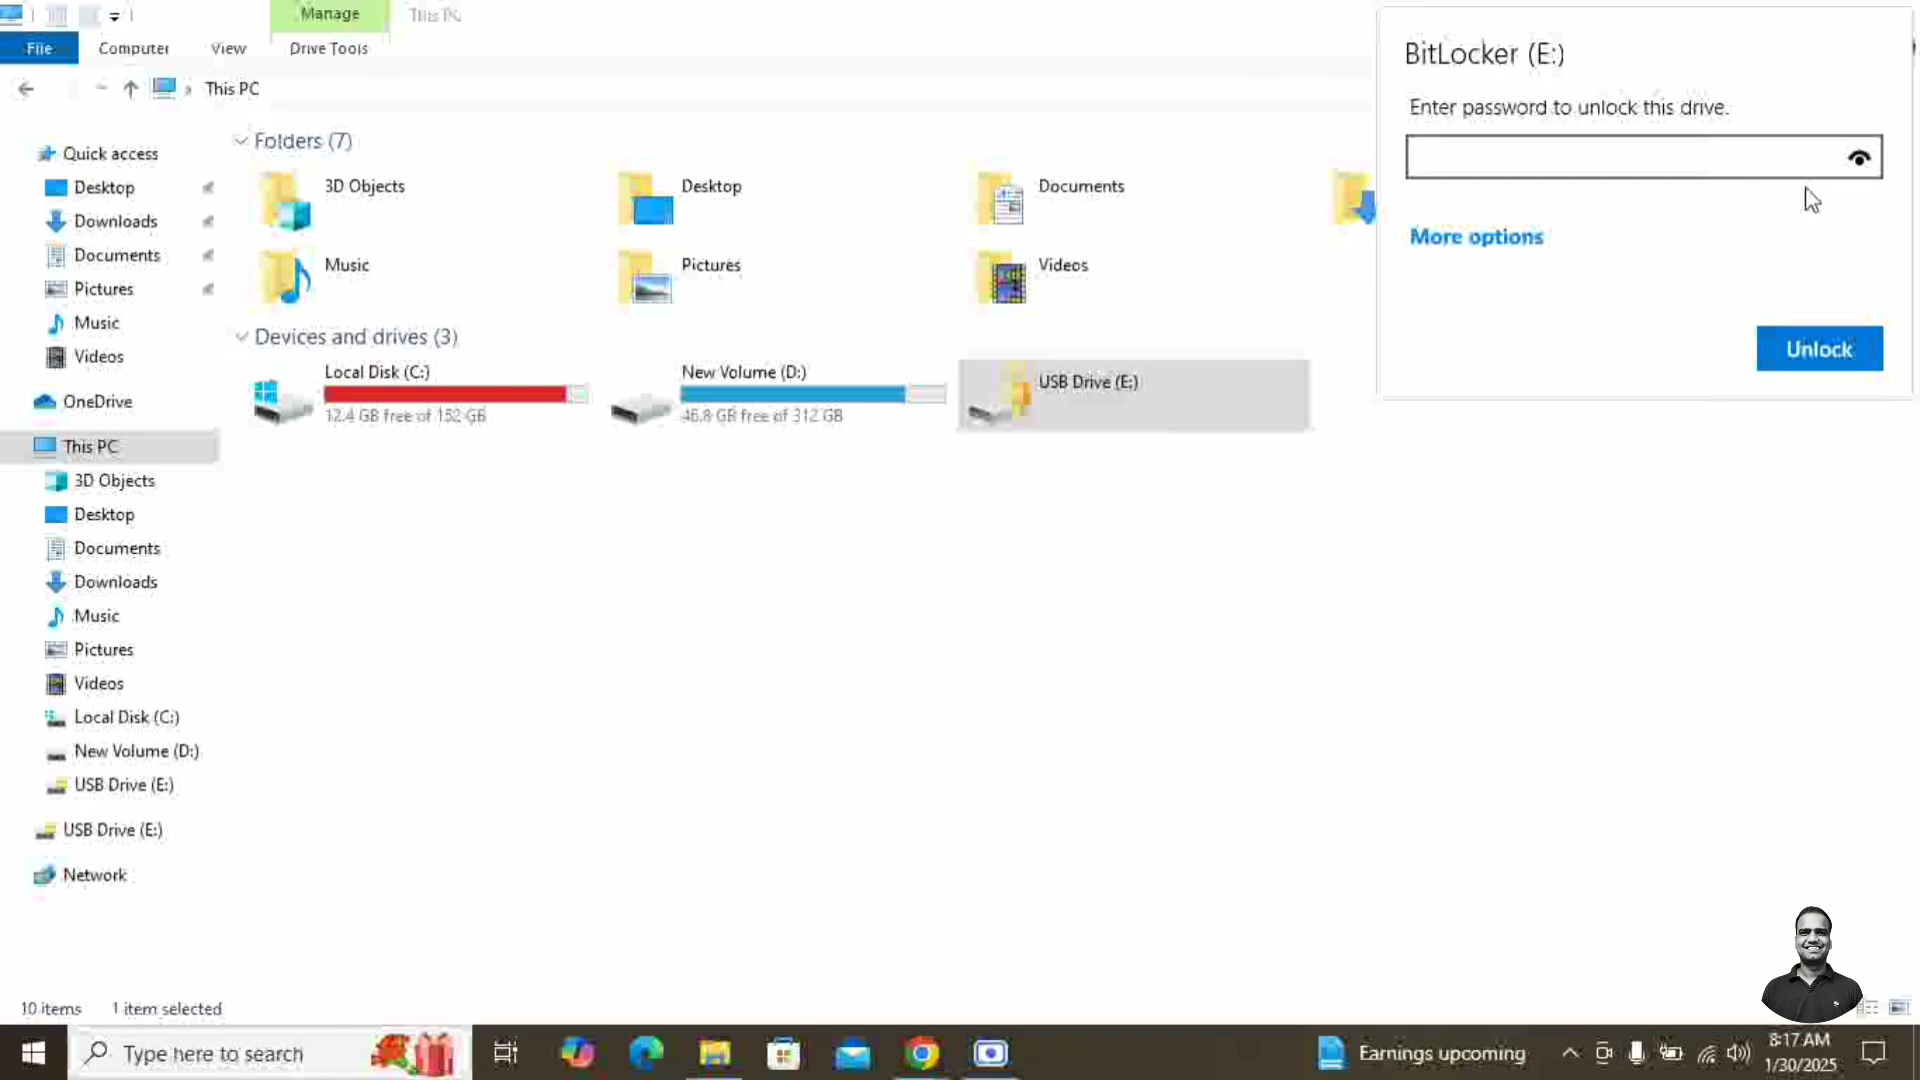 Manage
This PC
File
Computer
View
Drive Tools
This PC
Quick access
Desktop
Downloads
Documents
Pictures
Music
Videos
OneDrive
This PC
3D Objects
Desktop
Documents
Downloads
Music
Pictures
Videos
Local Disk (C:)
New Volume (D:)
USB Drive (E:)
USB Drive (E:)
Network
Folders (7)
3D Objects
Desktop
Documents
Music
Pictures
Videos
Devices and drives (3)
Local Disk (C:)
12.4 GB free of 152 GB
New Volume (D:)
46.8 GB free of 312 GB
USB Drive (E:)
BitLocker (E:)
Enter password to unlock this drive.
More options
Unlock
10 items
1 item selected
Type here to search
Earnings upcoming
8:17 AM
1/30/2025